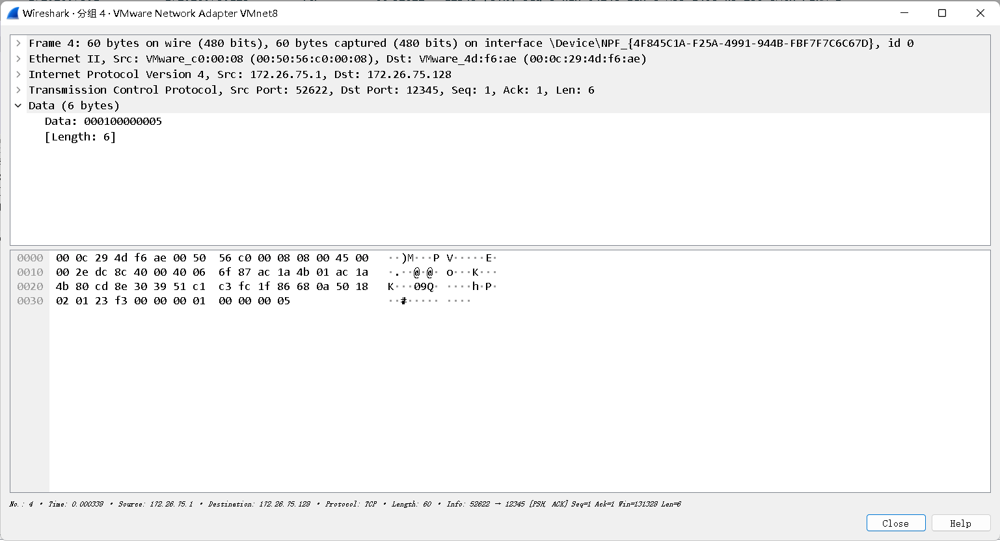 Wireshark · 分组 4 · VMware Network Adapter VMnet8
Frame 4: 60 bytes on wire (480 bits), 60 bytes captured (480 bits) on interface \Device\NPF_{4F845C1A-F25A-4991-944B-FBF7F7C6C67D}, id 0
Ethernet II, Src: VMware_c0:00:08 (00:50:56:c0:00:08), Dst: VMware_4d:f6:ae (00:0c:29:4d:f6:ae)
Internet Protocol Version 4, Src: 172.26.75.1, Dst: 172.26.75.128
Transmission Control Protocol, Src Port: 52622, Dst Port: 12345, Seq: 1, Ack: 1, Len: 6
Data (6 bytes)
Data: 000100000005
[Length: 6]
0000 00 0c 29 4d f6 ae 00 50 56 c0 00 08 08 00 45 00 ··)M···P V·····E·
0010 00 2e dc 8c 40 00 40 06 6f 87 ac 1a 4b 01 ac 1a ·.··@·@· o···K···
0020 4b 80 cd 8e 30 39 51 c1 c3 fc 1f 86 68 0a 50 18 K···09Q· ····h·P·
0030 02 01 23 f3 00 00 00 01 00 00 00 05 ··#····· ····
No.: 4 · Time: 0.000339 · Source: 172.26.75.1 · Destination: 172.26.75.128 · Protocol: TCP · Length: 60 · Info: 52622 → 12345 [PSH, ACK] Seq=1 Ack=1 Win=131328 Len=6
Close Help